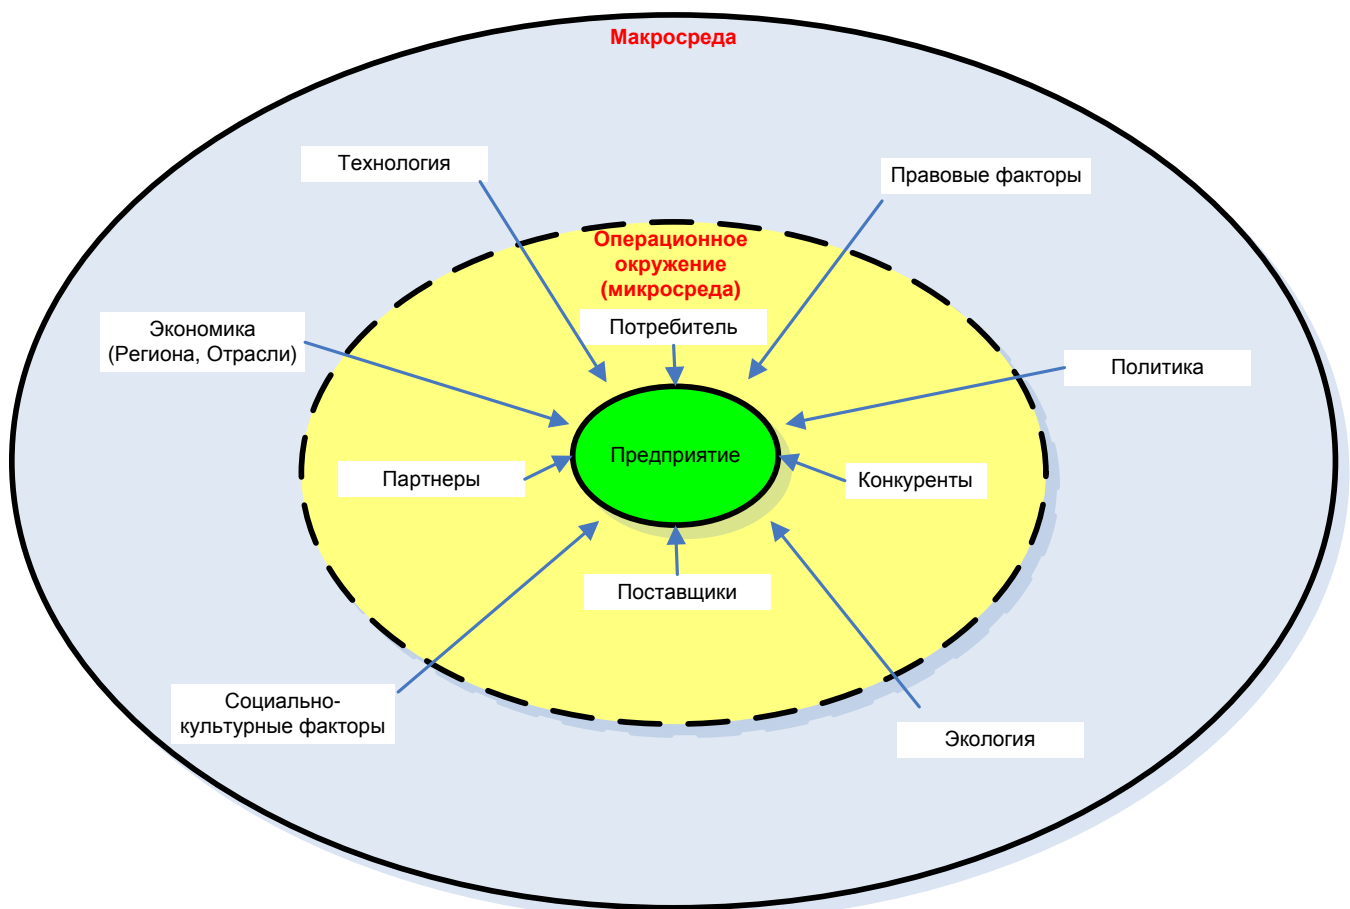 Макросреда
Технология
Правовые факторы
Операционное
окружение
(микросреда)
Экономика
(Региона, Отрасли)
Потребитель
Политика
Предприятие
Партнеры
Конкуренты
Поставщики
Социально-
культурные факторы
Экология